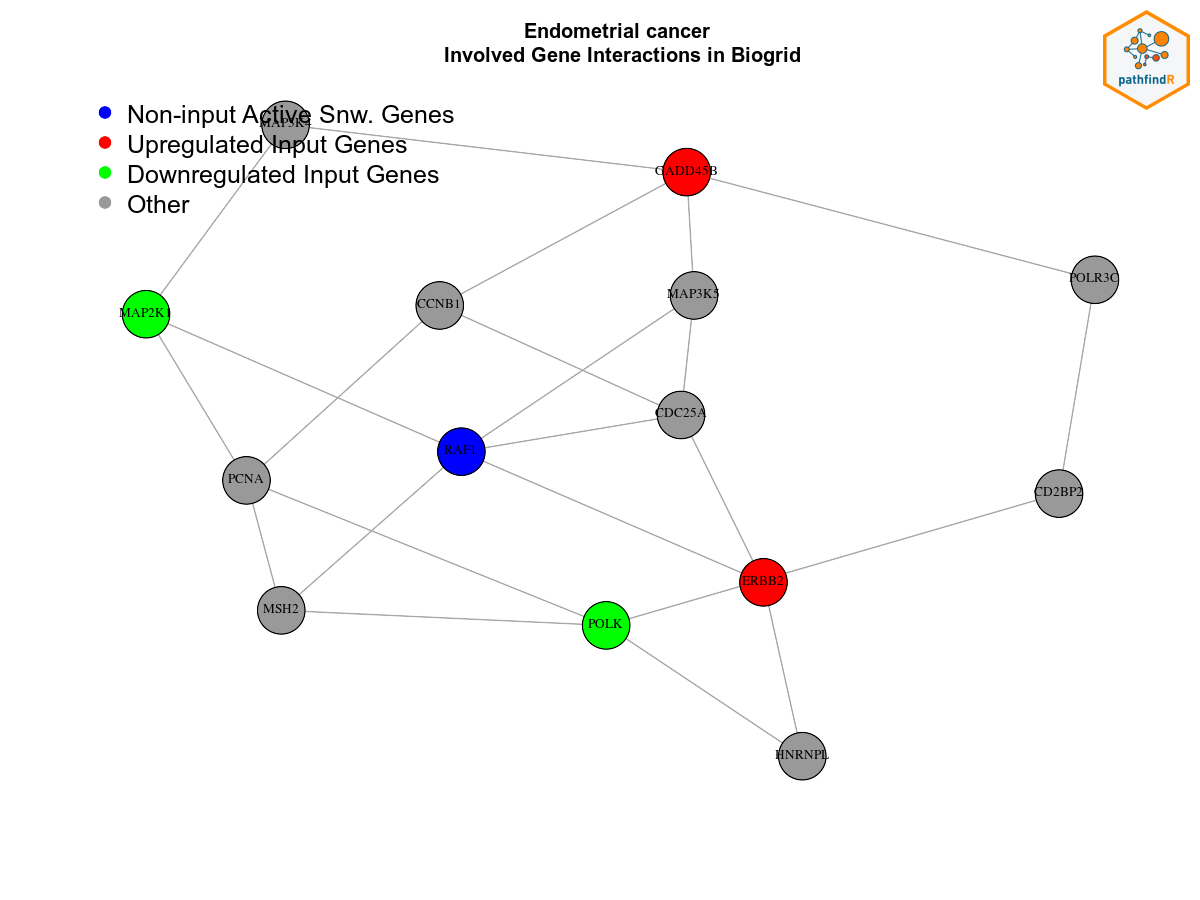 Endometrial cancer
Involved Gene Interactions in Biogrid
pathfindR
Non-input Active Snw. Genes
MAP3K4
Upregulated Input Genes
Downregulated Input Genes
Other
GADD45B
POLR3C
MAP3K5
CCNB1
MAP2K1
CDC25A
RAF1
PCNA
CD2BP2
ERBB2
MSH2
POLK
HNRNPL